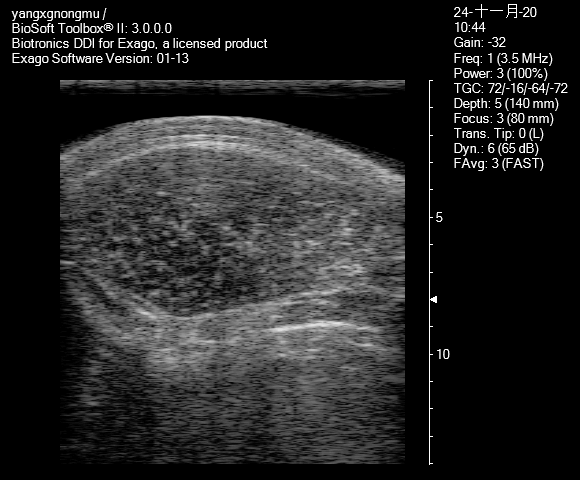 yangxgnongmu /
BioSoft Toolbox® II: 3.0.0.0
Biotronics DDI for Exago, a licensed product
Exago Software Version: 01-13
24-十一月-20
10:44
Gain: -32
Freq: 1 (3.5 MHz)
Power: 3 (100%)
TGC: 72/-16/-64/-72
Depth: 5 (140 mm)
Focus: 3 (80 mm)
Trans. Tip: 0 (L)
Dyn.: 6 (65 dB)
FAvg: 3 (FAST)
5
10